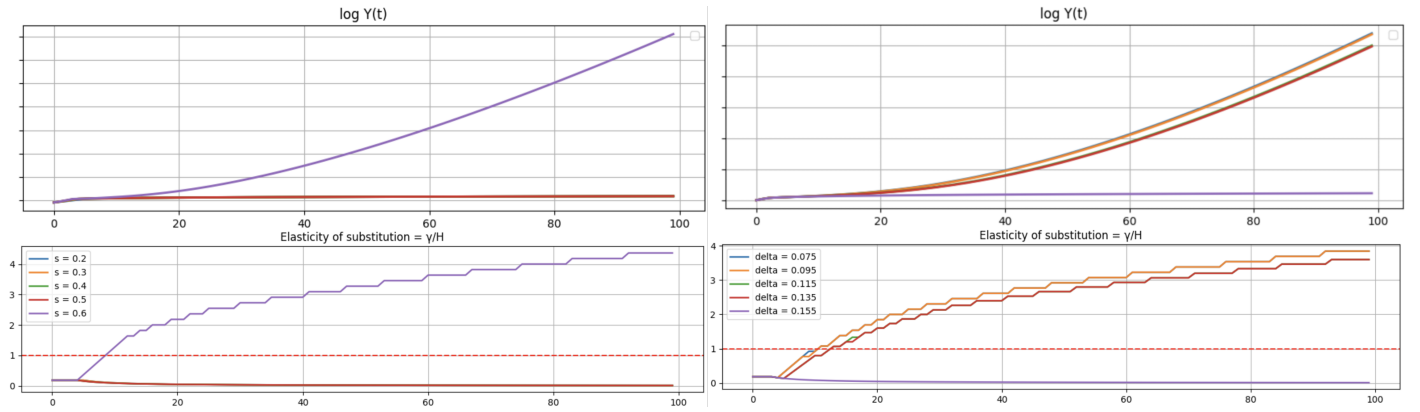 log Y(t)
0 20 40 60 80 100
Elasticity of substitution = γ/H
4
3
2
1
0
s = 0.2
s = 0.3
s = 0.4
s = 0.5
s = 0.6
0 20 40 60 80 100
log Y(t)
0 20 40 60 80 100
Elasticity of substitution = γ/H
4
3
2
1
0
delta = 0.075
delta = 0.095
delta = 0.115
delta = 0.135
delta = 0.155
0 20 40 60 80 100